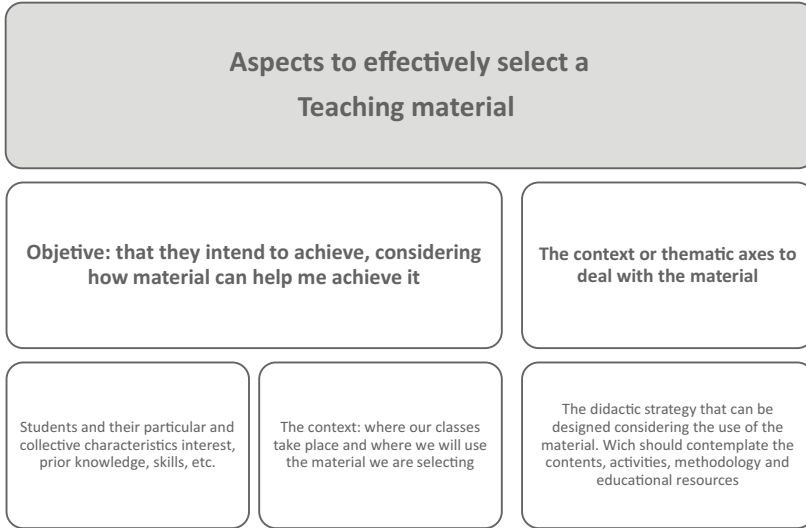 Aspects to effectively select a
Teaching material
Objetive: that they intend to achieve, considering
how material can help me achieve it
The context or thematic axes to
deal with the material
Students and their particular and
collective characteristics interest,
prior knowledge, skills, etc.
The context: where our classes
take place and where we will use
the material we are selecting
The didactic strategy that can be
designed considering the use of the
material. Wich should contemplate the
contents, activities, methodology and
educational resources